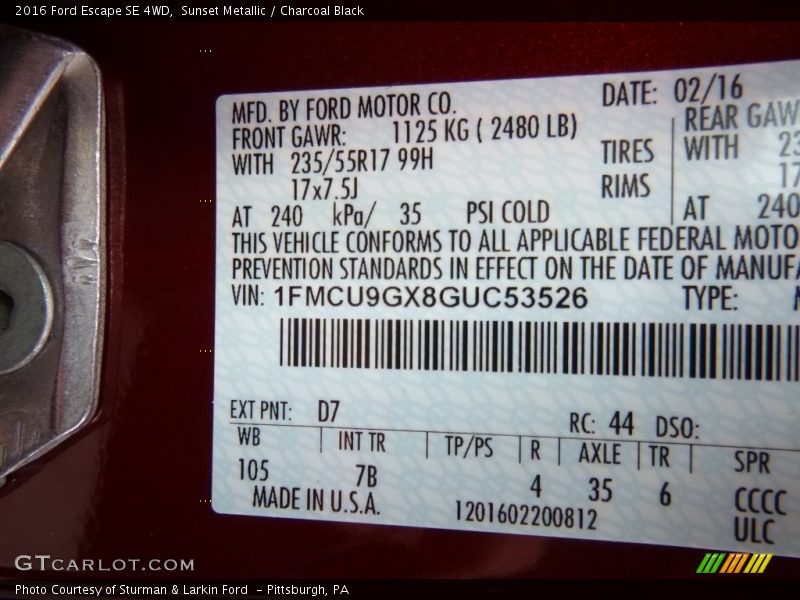 2016 Ford Escape SE 4WD,  Sunset Metallic / Charcoal Black
MFD. BY FORD MOTOR CO.
DATE: 02/16
FRONT GAWR: 1125 KG ( 2480 LB)
REAR GAW
WITH 235/55R17 99H
TIRES
WITH 23
17x7.5J
RIMS
17
AT 240 kPa/ 35 PSI COLD
AT 240
THIS VEHICLE CONFORMS TO ALL APPLICABLE FEDERAL MOTO
PREVENTION STANDARDS IN EFFECT ON THE DATE OF MANUFA
VIN: 1FMCU9GX8GUC53526
TYPE:
EXT PNT: D7
RC: 44 DSO:
WB INT TR TP/PS R AXLE TR SPR
105 7B 4 35 6 CCCC
MADE IN U.S.A. 1201602200812 ULC
GTCARLOT.COM
Photo Courtesy of Sturman & Larkin Ford  - Pittsburgh, PA